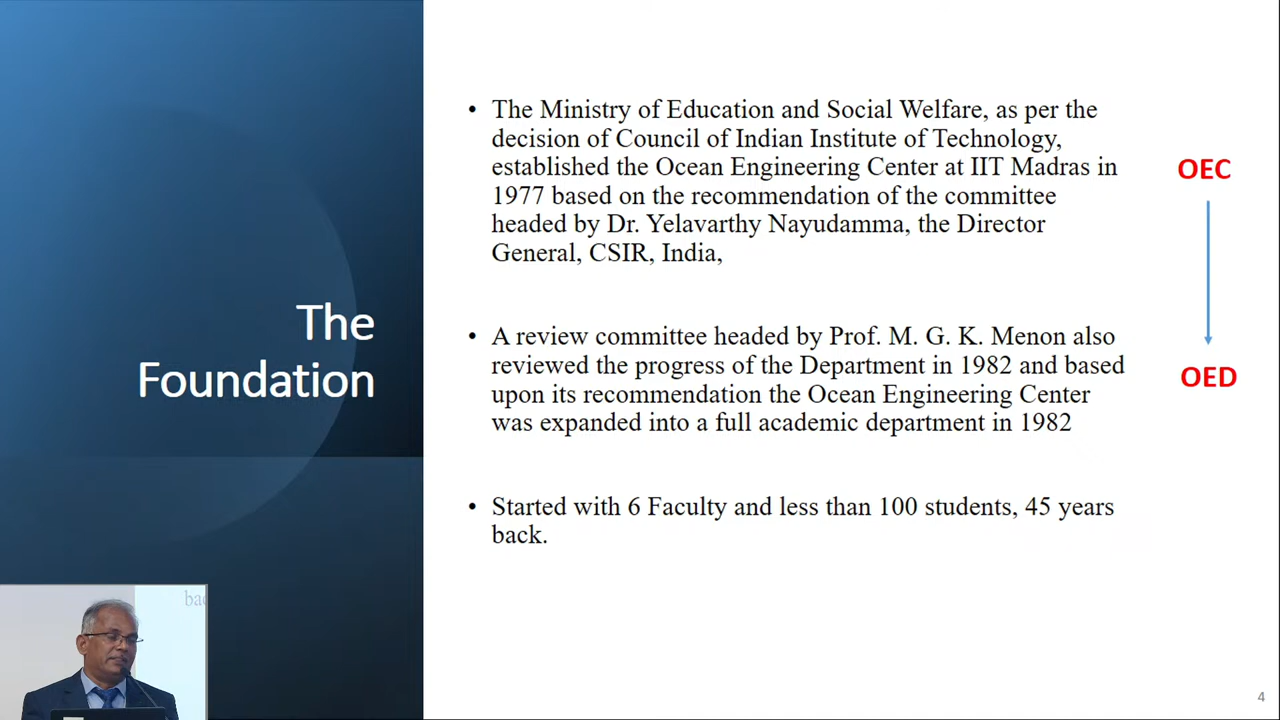 The
Foundation
• The Ministry of Education and Social Welfare, as per the
decision of Council of Indian Institute of Technology,
established the Ocean Engineering Center at IIT Madras in
1977 based on the recommendation of the committee
headed by Dr. Yelavarthy Nayudamma, the Director
General, CSIR, India,
• A review committee headed by Prof. M. G. K. Menon also
reviewed the progress of the Department in 1982 and based
upon its recommendation the Ocean Engineering Center
was expanded into a full academic department in 1982
• Started with 6 Faculty and less than 100 students, 45 years
back.
OEC
OED
4